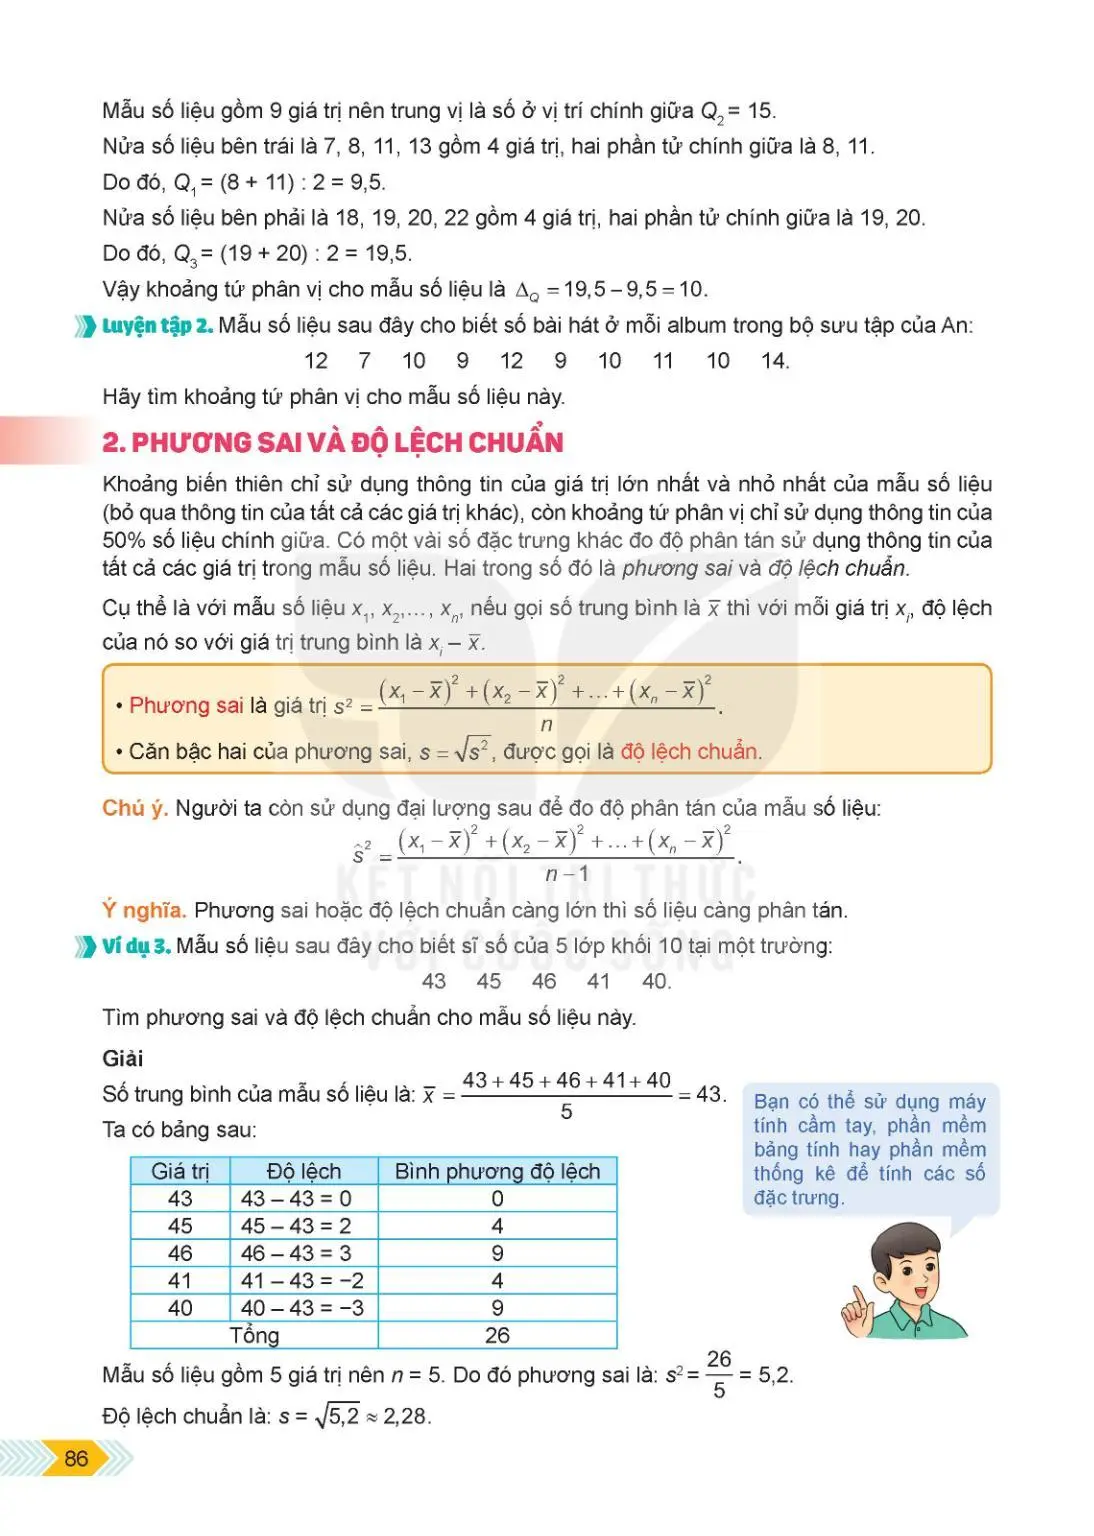 Mẫu số liệu gồm 9 giá trị nên trung vị là số ở vị trí chính giữa Q₂ = 15.
Nửa số liệu bên trái là 7, 8, 11, 13 gồm 4 giá trị, hai phần tử chính giữa là 8, 11.
Do đó, Q₁ = (8 + 11) : 2 = 9,5.
Nửa số liệu bên phải là 18, 19, 20, 22 gồm 4 giá trị, hai phần tử chính giữa là 19, 20.
Do đó, Q₃ = (19 + 20) : 2 = 19,5.
Vậy khoảng tứ phân vị cho mẫu số liệu là Δ_Q = 19,5 – 9,5 = 10.
Luyện tập 2. Mẫu số liệu sau đây cho biết số bài hát ở mỗi album trong bộ sưu tập của An:
12 7 10 9 12 9 10 11 10 14.
Hãy tìm khoảng tứ phân vị cho mẫu số liệu này.
2. PHƯƠNG SAI VÀ ĐỘ LỆCH CHUẨN
Khoảng biến thiên chỉ sử dụng thông tin của giá trị lớn nhất và nhỏ nhất của mẫu số liệu
(bỏ qua thông tin của tất cả các giá trị khác), còn khoảng tứ phân vị chỉ sử dụng thông tin của
50% số liệu chính giữa. Có một vài số đặc trưng khác đo độ phân tán sử dụng thông tin của
tất cả các giá trị trong mẫu số liệu. Hai trong số đó là phương sai và độ lệch chuẩn.
Cụ thể là với mẫu số liệu x₁, x₂,..., xₙ, nếu gọi số trung bình là x̅ thì với mỗi giá trị xᵢ, độ lệch
của nó so với giá trị trung bình là xᵢ – x̅.
• Phương sai là giá trị s² = ((x₁ – x̅)² + (x₂ – x̅)² + ... + (xₙ – x̅)²) / n.
• Căn bậc hai của phương sai, s = √s², được gọi là độ lệch chuẩn.
Chú ý. Người ta còn sử dụng đại lượng sau để đo độ phân tán của mẫu số liệu:
ŝ² = ((x₁ – x̅)² + (x₂ – x̅)² + ... + (xₙ – x̅)²) / (n – 1).
KẾT NỐI TRI THỨC
Ý nghĩa. Phương sai hoặc độ lệch chuẩn càng lớn thì số liệu càng phân tán.
VỚI CUỘC SỐNG
Ví dụ 3. Mẫu số liệu sau đây cho biết sĩ số của 5 lớp khối 10 tại một trường:
43 45 46 41 40.
Tìm phương sai và độ lệch chuẩn cho mẫu số liệu này.
Giải
Số trung bình của mẫu số liệu là: x̅ = (43 + 45 + 46 + 41 + 40) / 5 = 43.
Ta có bảng sau:
Bạn có thể sử dụng máy
tính cầm tay, phần mềm
bảng tính hay phần mềm
thống kê để tính các số
đặc trưng.
Giá trị Độ lệch Bình phương độ lệch
43 43 – 43 = 0 0
45 45 – 43 = 2 4
46 46 – 43 = 3 9
41 41 – 43 = –2 4
40 40 – 43 = –3 9
Tổng 26
Mẫu số liệu gồm 5 giá trị nên n = 5. Do đó phương sai là: s² = 26/5 = 5,2.
Độ lệch chuẩn là: s = √5,2 ≈ 2,28.
86